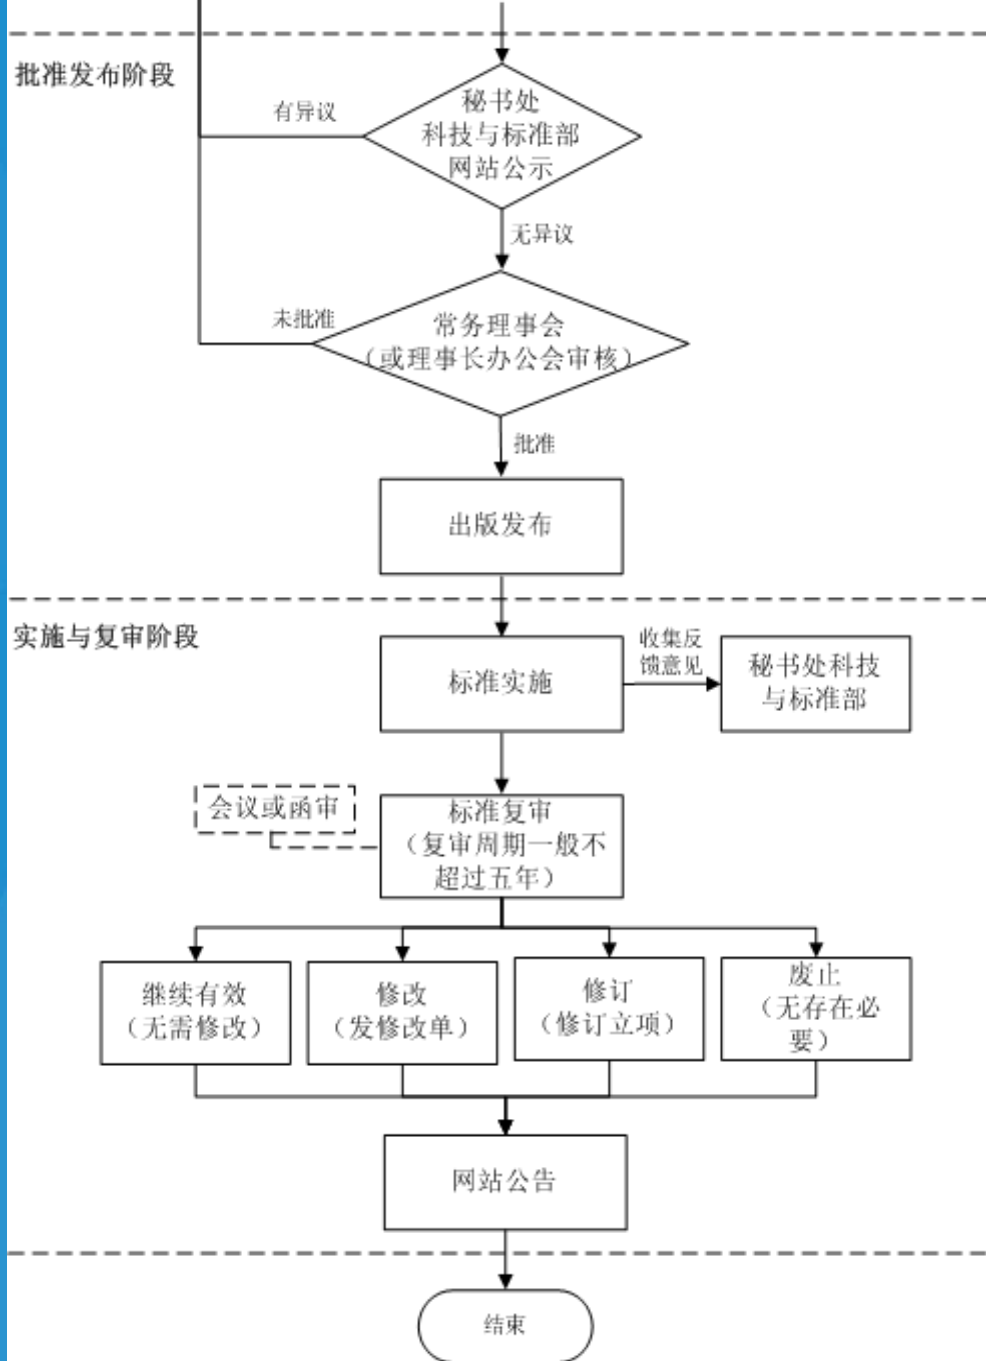 批准发布阶段
有异议
秘书处
科技与标准部
网站公示
无异议
未批准
常务理事会
（或理事长办公会审核）
批准
出版发布
实施与复审阶段
标准实施
收集反
馈意见
秘书处科技
与标准部
会议或函审
标准复审
（复审周期一般不
超过五年）
继续有效
（无需修改）
修改
（发修改单）
修订
（修订立项）
废止
（无存在必
要）
网站公告
结束